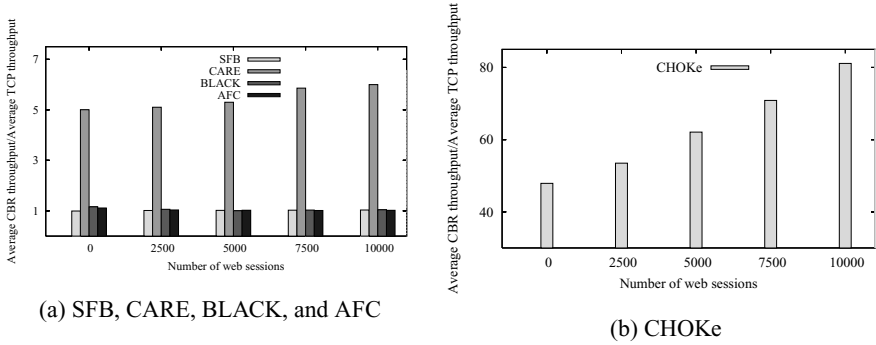 Average CBR throughput/Average TCP throughput
7
5
3
1
SFB
CARE
BLACK
AFC
0 2500 5000 7500 10000
Number of web sessions
(a) SFB, CARE, BLACK, and AFC
Average CBR throughput/Average TCP throughput
80
60
40
CHOKe
0 2500 5000 7500 10000
Number of web sessions
(b) CHOKe